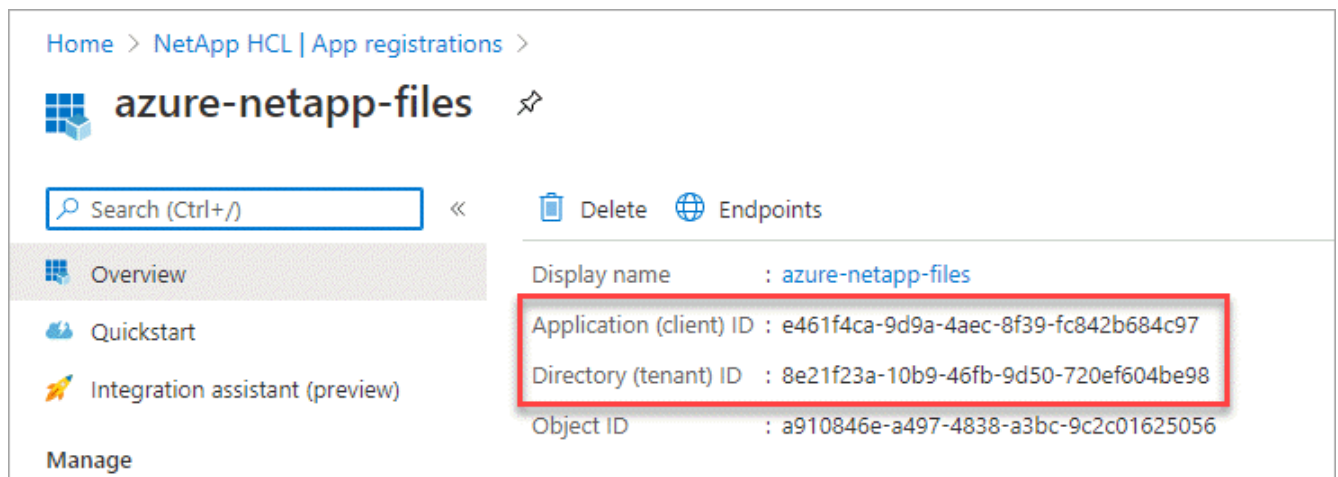 Home > NetApp HCL | App registrations >
azure-netapp-files
Search (Ctrl+/)
«
Delete
Endpoints
Overview
Quickstart
Integration assistant (preview)
Manage
Display name : azure-netapp-files
Application (client) ID : e461f4ca-9d9a-4aec-8f39-fc842b684c97
Directory (tenant) ID : 8e21f23a-10b9-46fb-9d50-720ef604be98
Object ID : a910846e-a497-4838-a3bc-9c2c01625056